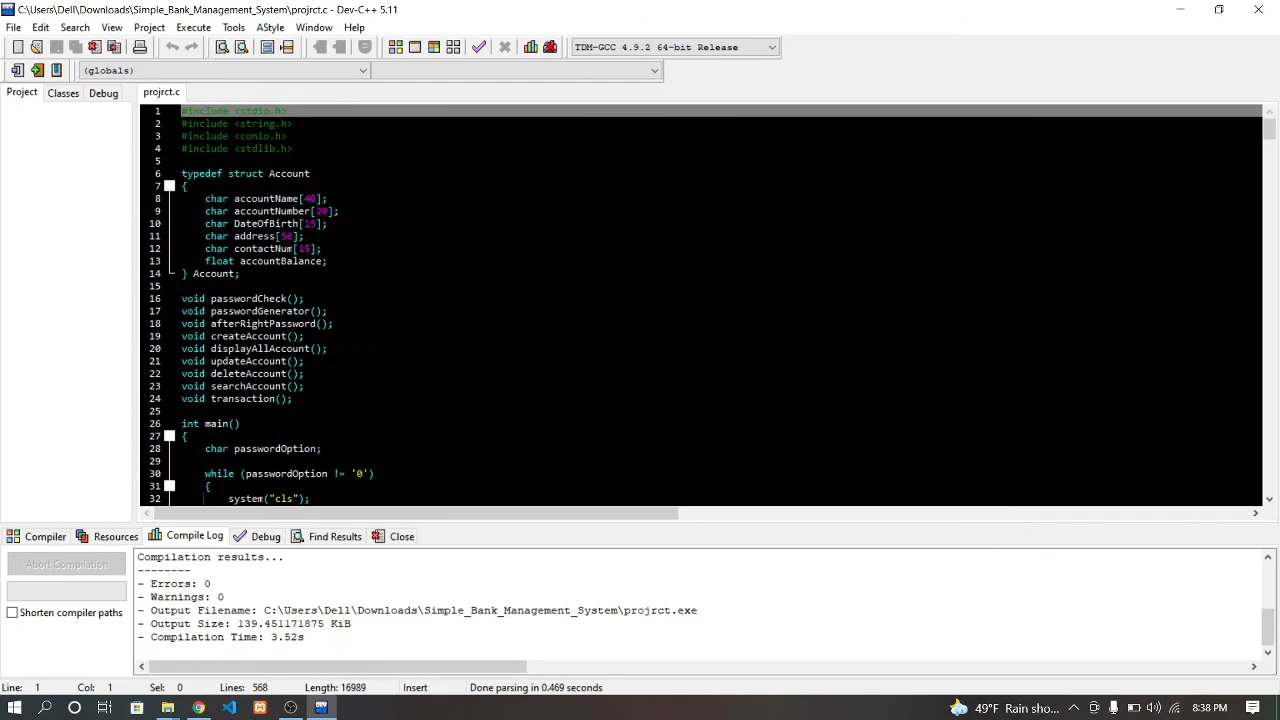 C:\Users\Dell\Downloads\Simple_Bank_Management_System\projrct.c - Dev-C++ 5.11
File Edit Search View Project Execute Tools AStyle Window Help
TDM-GCC 4.9.2 64-bit Release
(globals)
Project Classes Debug projrct.c
1 #include <stdio.h>
2 #include <string.h>
3 #include <conio.h>
4 #include <stdlib.h>
5
6 typedef struct Account
7 {
8 char accountName[40];
9 char accountNumber[20];
10 char DateOfBirth[15];
11 char address[50];
12 char contactNum[15];
13 float accountBalance;
14 } Account;
15
16 void passwordCheck();
17 void passwordGenerator();
18 void afterRightPassword();
19 void createAccount();
20 void displayAllAccount();
21 void updateAccount();
22 void deleteAccount();
23 void searchAccount();
24 void transaction();
25
26 int main()
27 {
28 char passwordOption;
29
30 while (passwordOption != '0')
31 {
32 system("cls");
Compiler Resources Compile Log Debug Find Results Close
Abort Compilation
Shorten compiler paths
Compilation results...
--------
- Errors: 0
- Warnings: 0
- Output Filename: C:\Users\Dell\Downloads\Simple_Bank_Management_System\projrct.exe
- Output Size: 139.451171875 KiB
- Compilation Time: 3.52s
Line: 1 Col: 1 Sel: 0 Lines: 568 Length: 16989 Insert Done parsing in 0.469 seconds
49°F Rain sho... 8:38 PM